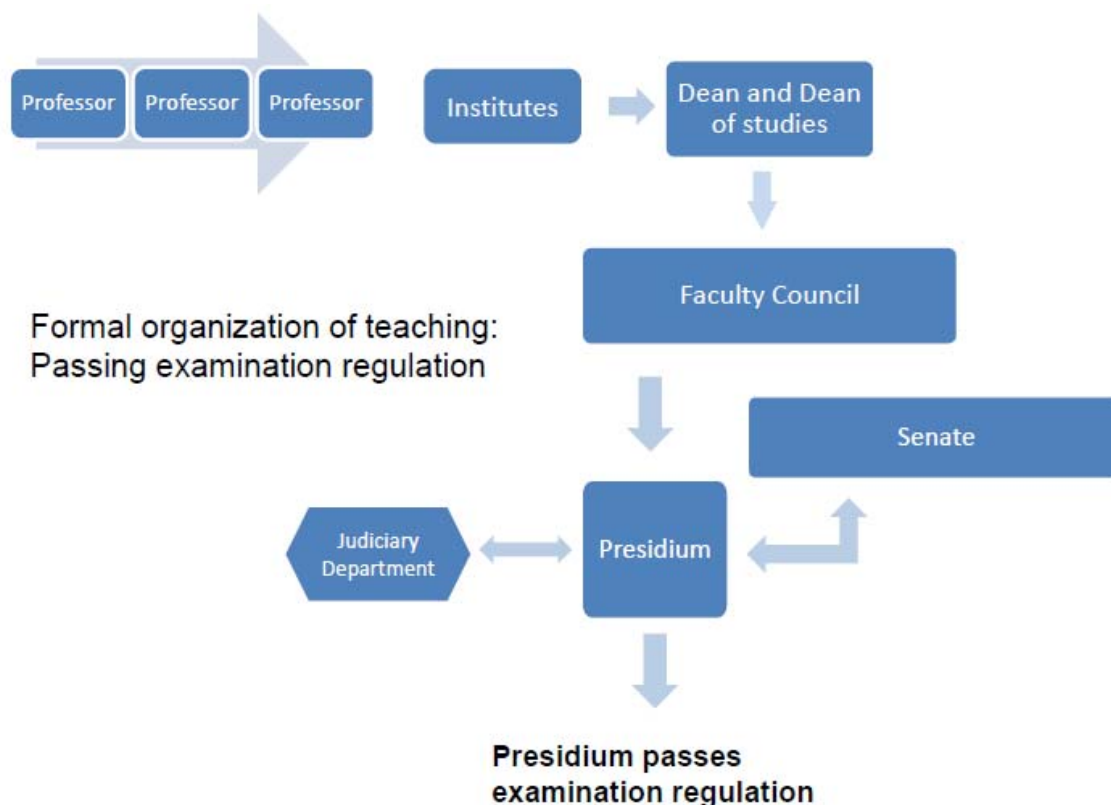 Professor
Professor
Professor
Institutes
Dean and Dean
of studies
Faculty Council
Formal organization of teaching:
Passing examination regulation
Senate
Judiciary
Department
Presidium
Presidium passes
examination regulation